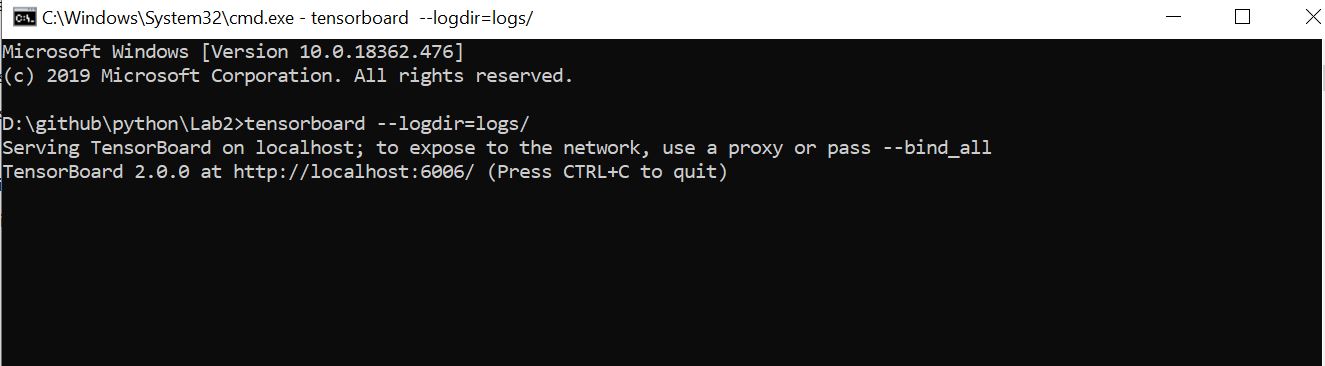 C:\Windows\System32\cmd.exe - tensorboard  --logdir=logs/
Microsoft Windows [Version 10.0.18362.476]
(c) 2019 Microsoft Corporation. All rights reserved.
D:\github\python\Lab2>tensorboard --logdir=logs/
Serving TensorBoard on localhost; to expose to the network, use a proxy or pass --bind_all
TensorBoard 2.0.0 at http://localhost:6006/ (Press CTRL+C to quit)